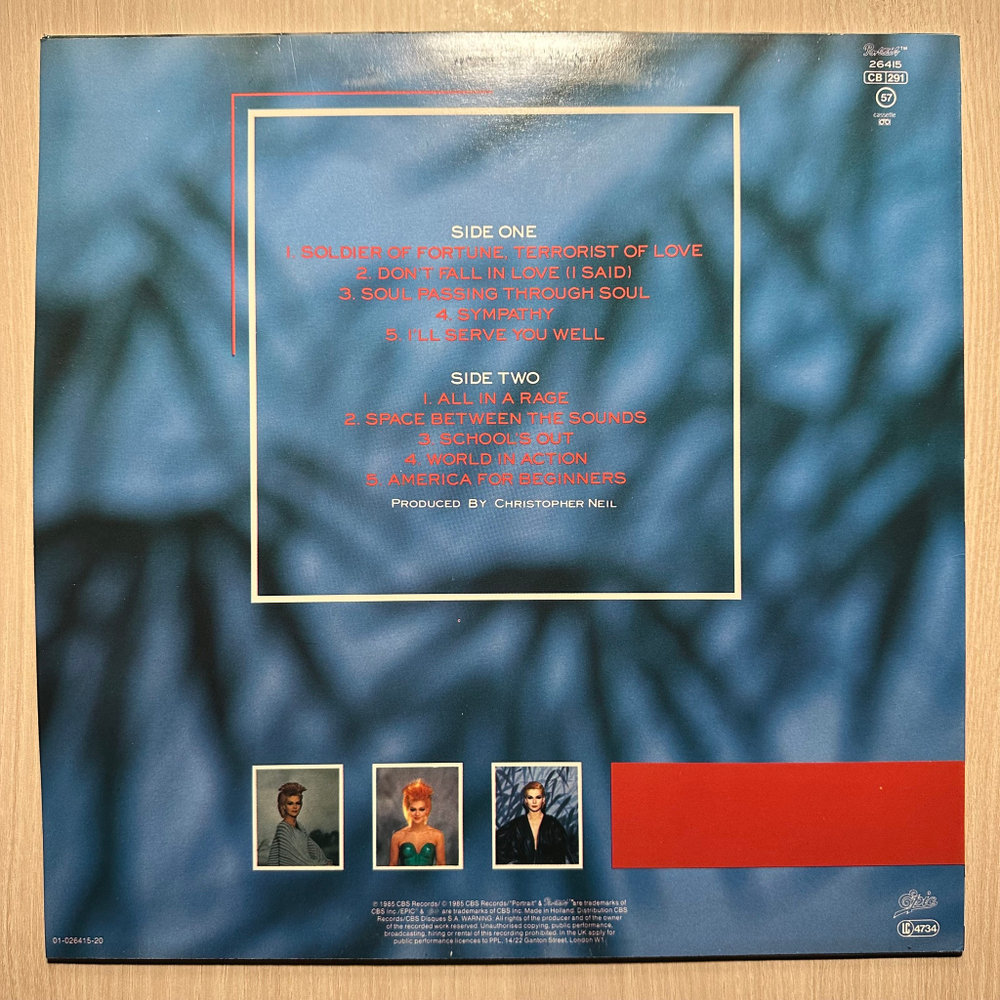 Portrait™
26415
CB 291
57
cassette
SIDE ONE
1. SOLDIER OF FORTUNE, TERRORIST OF LOVE
2. DON'T FALL IN LOVE (I SAID)
3. SOUL PASSING THROUGH SOUL
4. SYMPATHY
5. I'LL SERVE YOU WELL
SIDE TWO
1. ALL IN A RAGE
2. SPACE BETWEEN THE SOUNDS
3. SCHOOL'S OUT
4. WORLD IN ACTION
5. AMERICA FOR BEGINNERS
PRODUCED BY CHRISTOPHER NEIL
℗ 1985 CBS Records/ © 1985 CBS Records/"Portrait" & Portrait™are trademarks of
CBS Inc./EPIC" & are trademarks of CBS Inc. Made in Holland. Distribution CBS
Records/CBS Disques S.A. WARNING: All rights of the producer and of the owner
of the recorded work reserved. Unauthorised copying, public performance,
broadcasting, hiring or rental of this recording prohibited. In the UK apply for
public performance licences to PPL, 14/22 Ganton Street, London W1.
Epic
LC 4734
01-026415-20